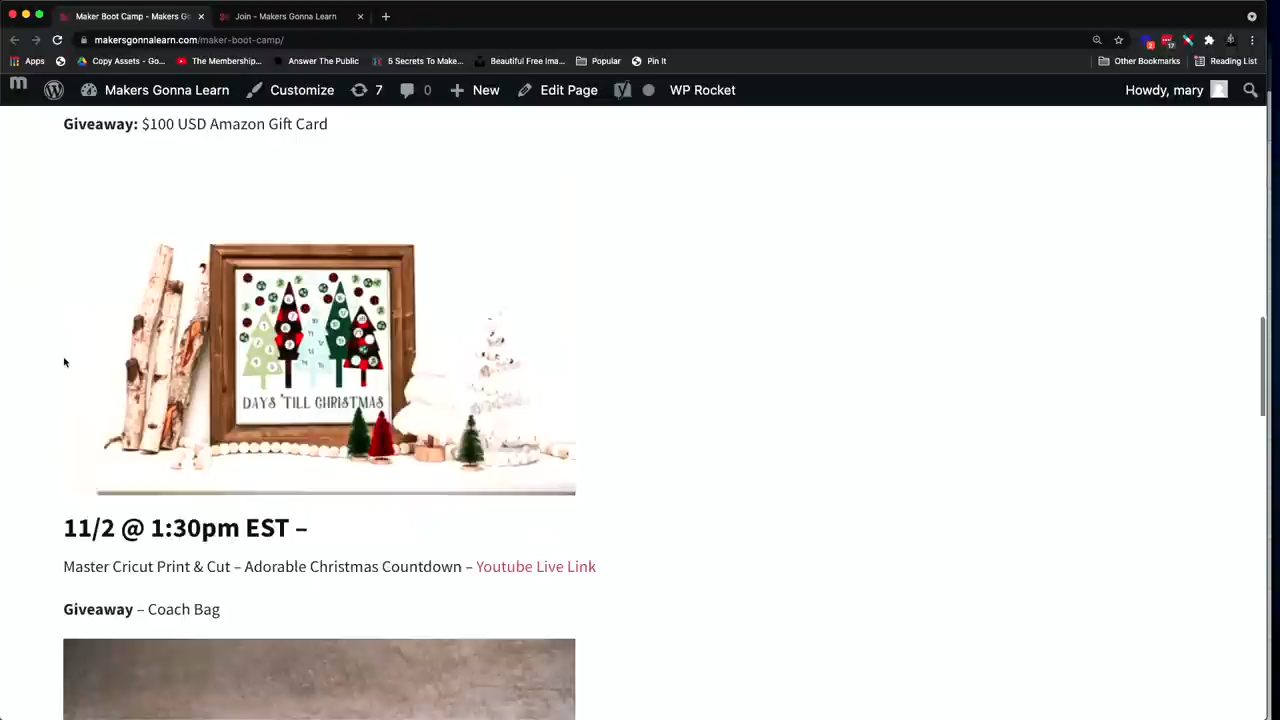 Maker Boot Camp - Makers Go
Join - Makers Gonna Learn
makersgonnalearn.com/maker-boot-camp/
Apps
Copy Assets - Go...
The Membership...
Answer The Public
5 Secrets To Make...
Beautiful Free Ima...
Popular
Pin It
Other Bookmarks
Reading List
Makers Gonna Learn
Customize
7
0
New
Edit Page
WP Rocket
Howdy, mary
Giveaway: $100 USD Amazon Gift Card
DAYS 'TILL CHRISTMAS
11/2 @ 1:30pm EST –
Master Cricut Print & Cut – Adorable Christmas Countdown – Youtube Live Link
Giveaway – Coach Bag